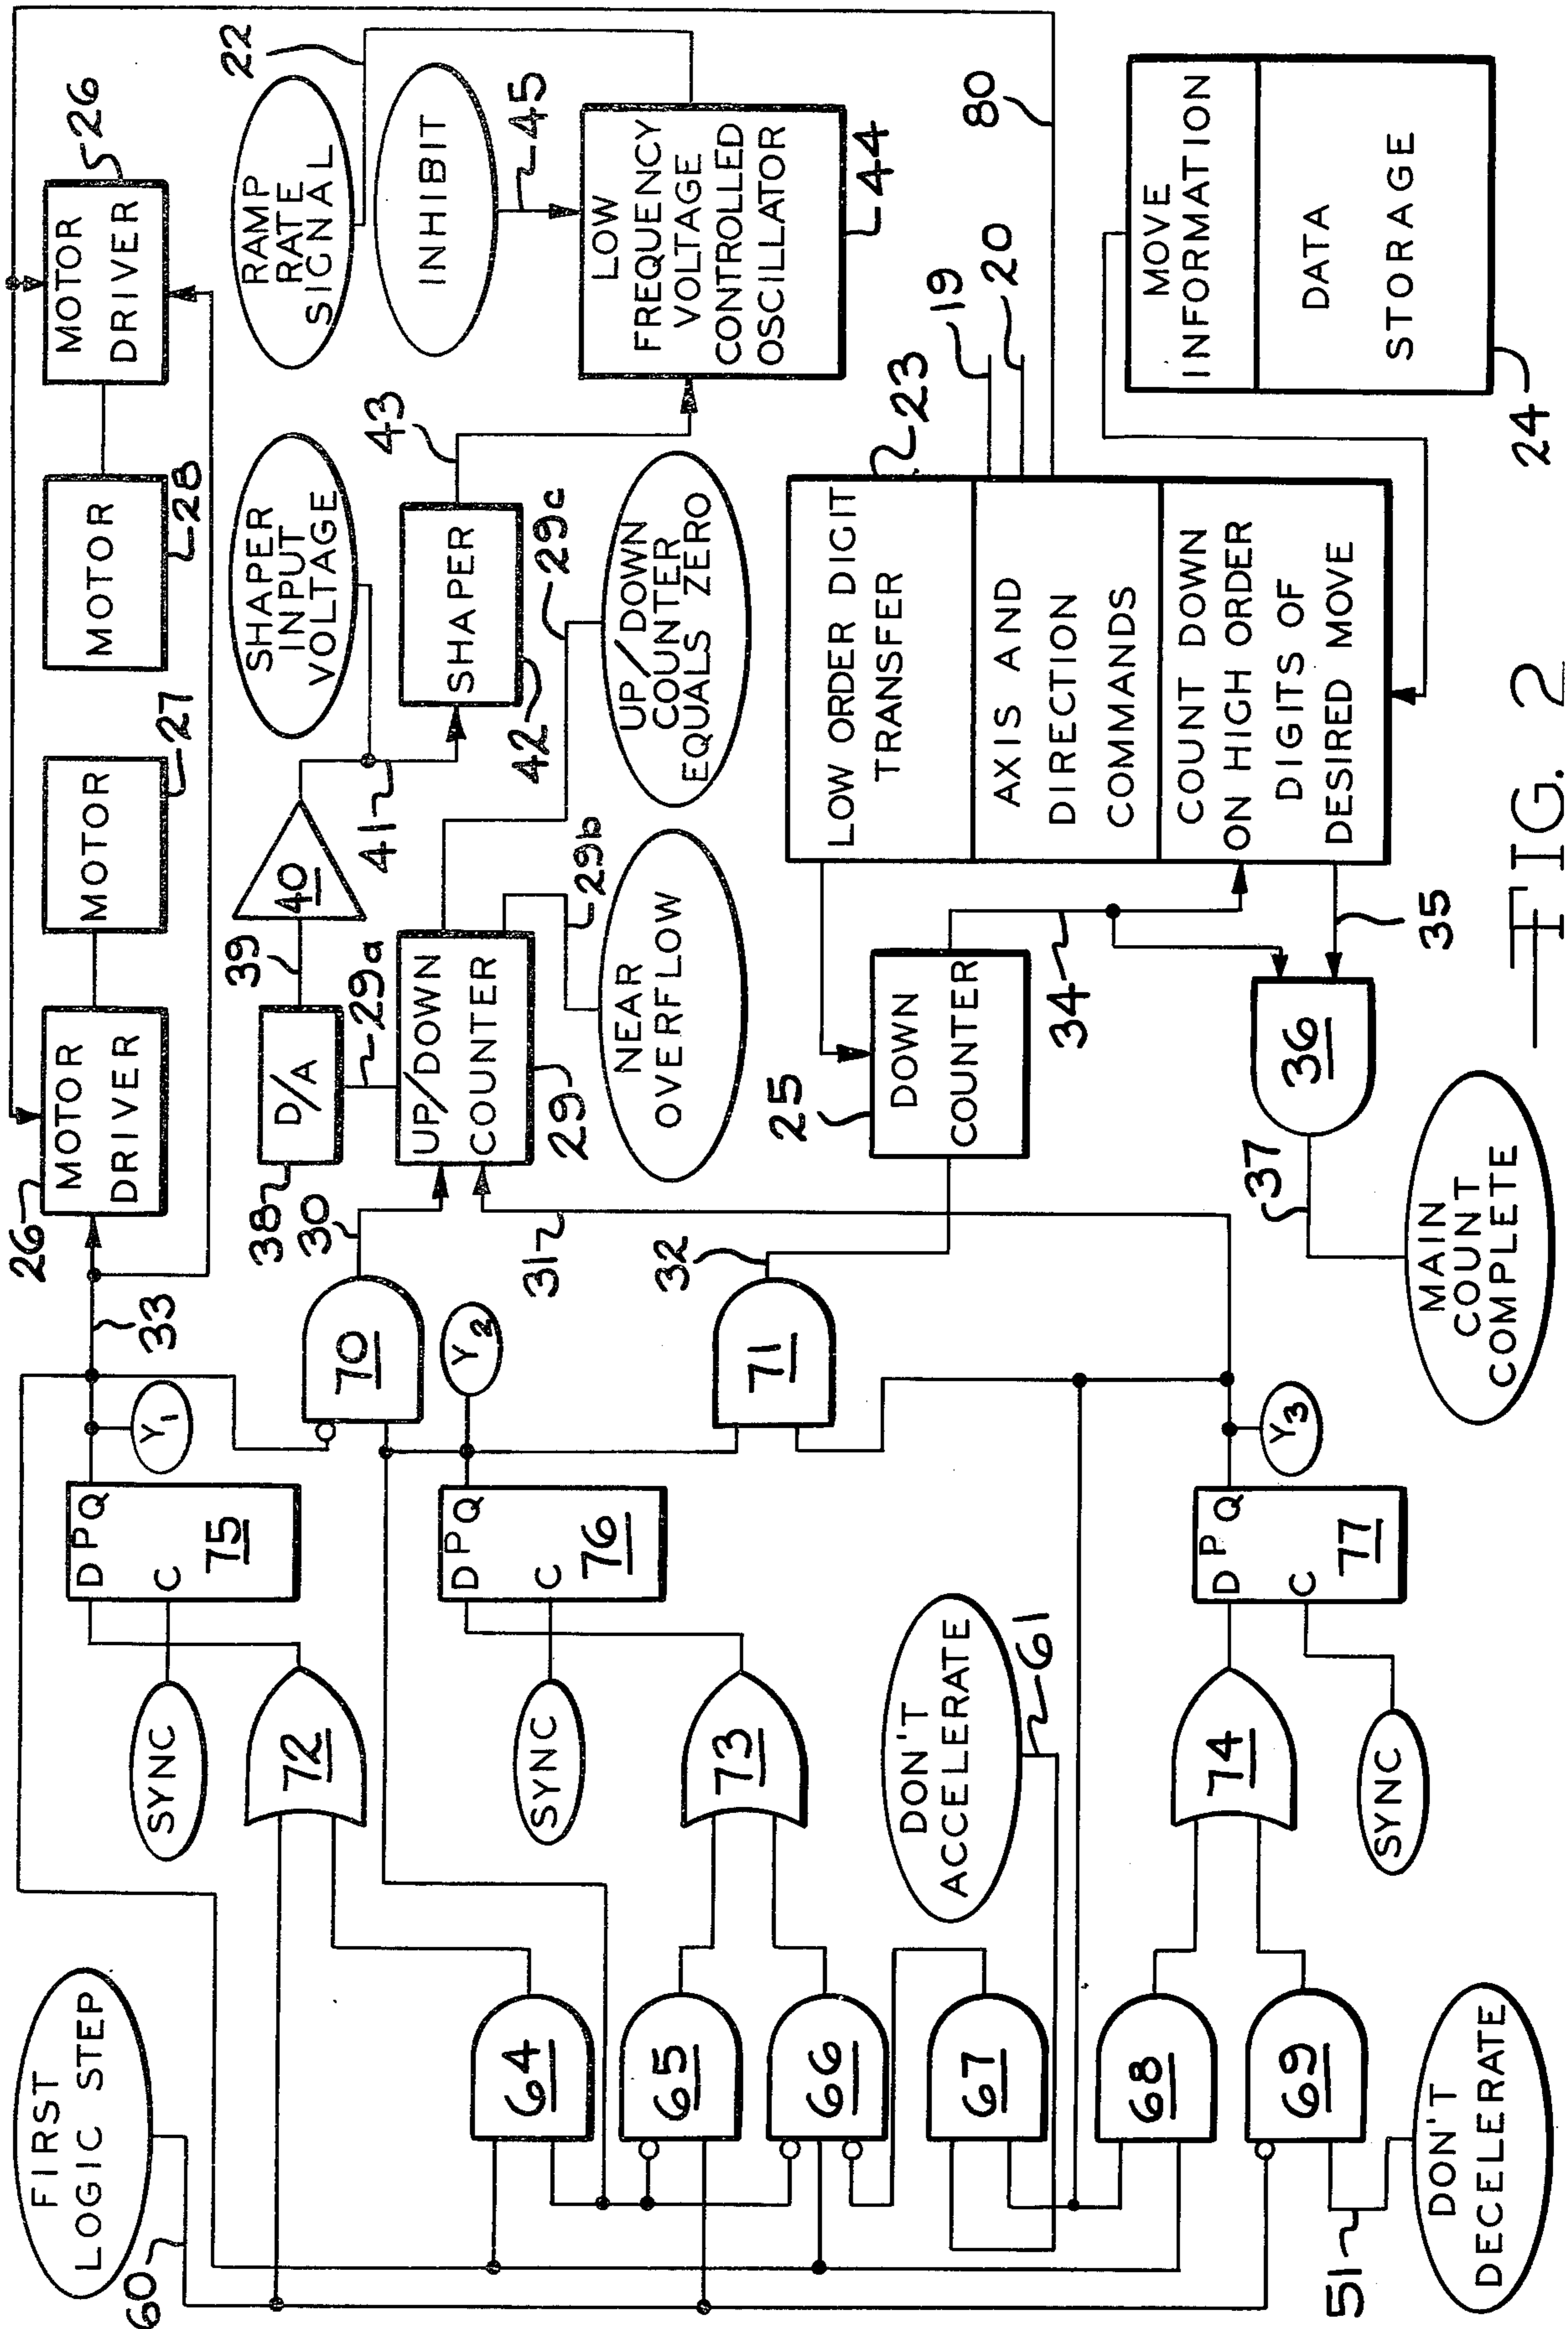 FIRST
LOGIC STEP
60
SYNC
72
D P Q
C
75
Y1
33
26
MOTOR
DRIVER
MOTOR
27
MOTOR
28
MOTOR
DRIVER
26
22
RAMP
RATE
SIGNAL
INHIBIT
45
LOW
FREQUENCY
VOLTAGE
CONTROLLED
OSCILLATOR
44
SHAPER
INPUT
VOLTAGE
43
SHAPER
42
41
40
39
D/A
38
29a
UP/DOWN
COUNTER
29
29b
29c
NEAR
OVERFLOW
UP/DOWN
COUNTER
EQUALS ZERO
30
31
70
Y2
D P Q
C
76
SYNC
64
65
66
67
68
69
73
DON'T
ACCELERATE
61
71
32
25
DOWN
COUNTER
34
LOW ORDER DIGIT
TRANSFER
AXIS AND
DIRECTION
COMMANDS
COUNT DOWN
ON HIGH ORDER
DIGITS OF
DESIRED MOVE
23
19
20
80
MOVE
INFORMATION
DATA
STORAGE
24
35
36
37
MAIN
COUNT
COMPLETE
74
D P Q
C
77
Y3
SYNC
51
DON'T
DECELERATE
FIG. 2